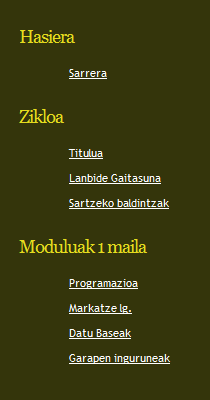 Hasiera
Sarrera
Zikloa
Titulua
Lanbide Gaitasuna
Sartzeko baldintzak
Moduluak 1 maila
Programazioa
Markatze lg.
Datu Baseak
Garapen inguruneak